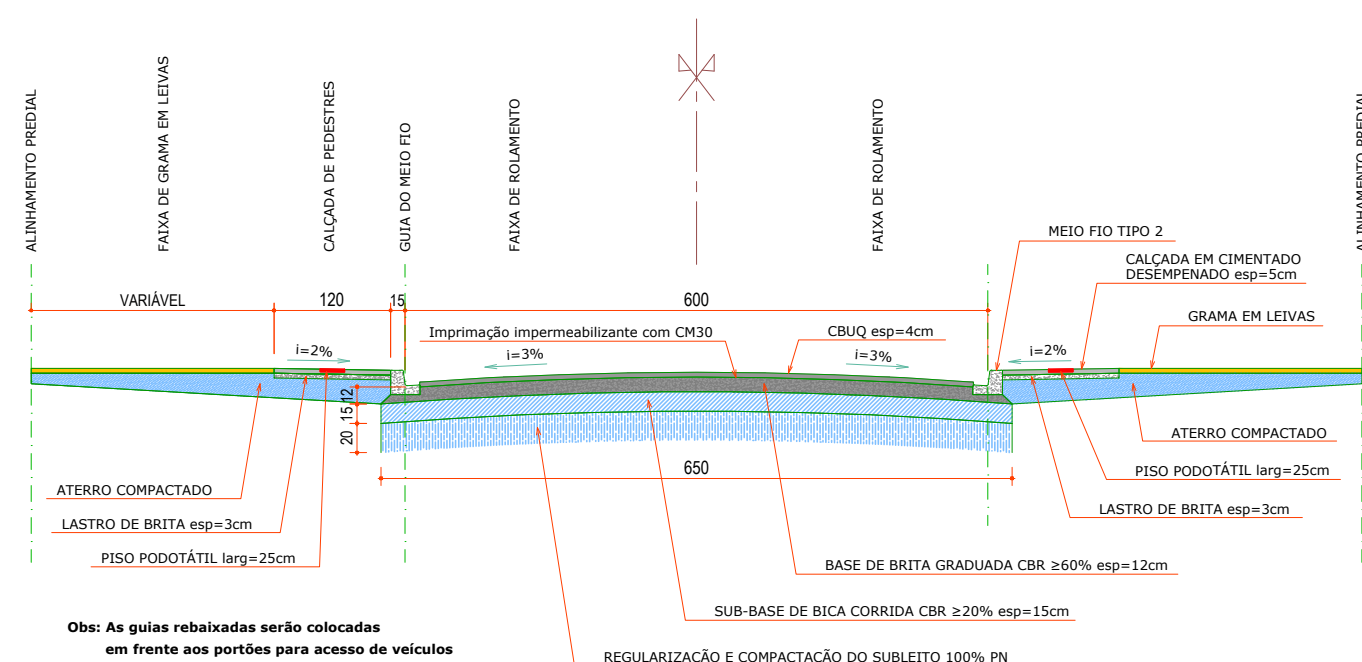 ALINHAMENTO PREDIAL
FAIXA DE GRAMA EM LEIVAS
CALÇADA DE PEDESTRES
GUIA DO MEIO FIO
FAIXA DE ROLAMENTO
FAIXA DE ROLAMENTO
ALINHAMENTO PREDIAL
MEIO FIO TIPO 2
CALÇADA EM CIMENTADO
DESEMPENADO esp=5cm
VARIÁVEL
120
15
600
GRAMA EM LEIVAS
Imprimação impermeabilizante com CM30
CBUQ esp=4cm
i=2%
i=3%
i=3%
i=2%
12
15
20
650
ATERRO COMPACTADO
ATERRO COMPACTADO
PISO PODOTÁTIL larg=25cm
LASTRO DE BRITA esp=3cm
LASTRO DE BRITA esp=3cm
PISO PODOTÁTIL larg=25cm
BASE DE BRITA GRADUADA CBR ≥60% esp=12cm
SUB-BASE DE BICA CORRIDA CBR ≥20% esp=15cm
Obs: As guias rebaixadas serão colocadas
em frente aos portões para acesso de veículos
REGULARIZAÇÃO E COMPACTAÇÃO DO SUBLEITO 100% PN